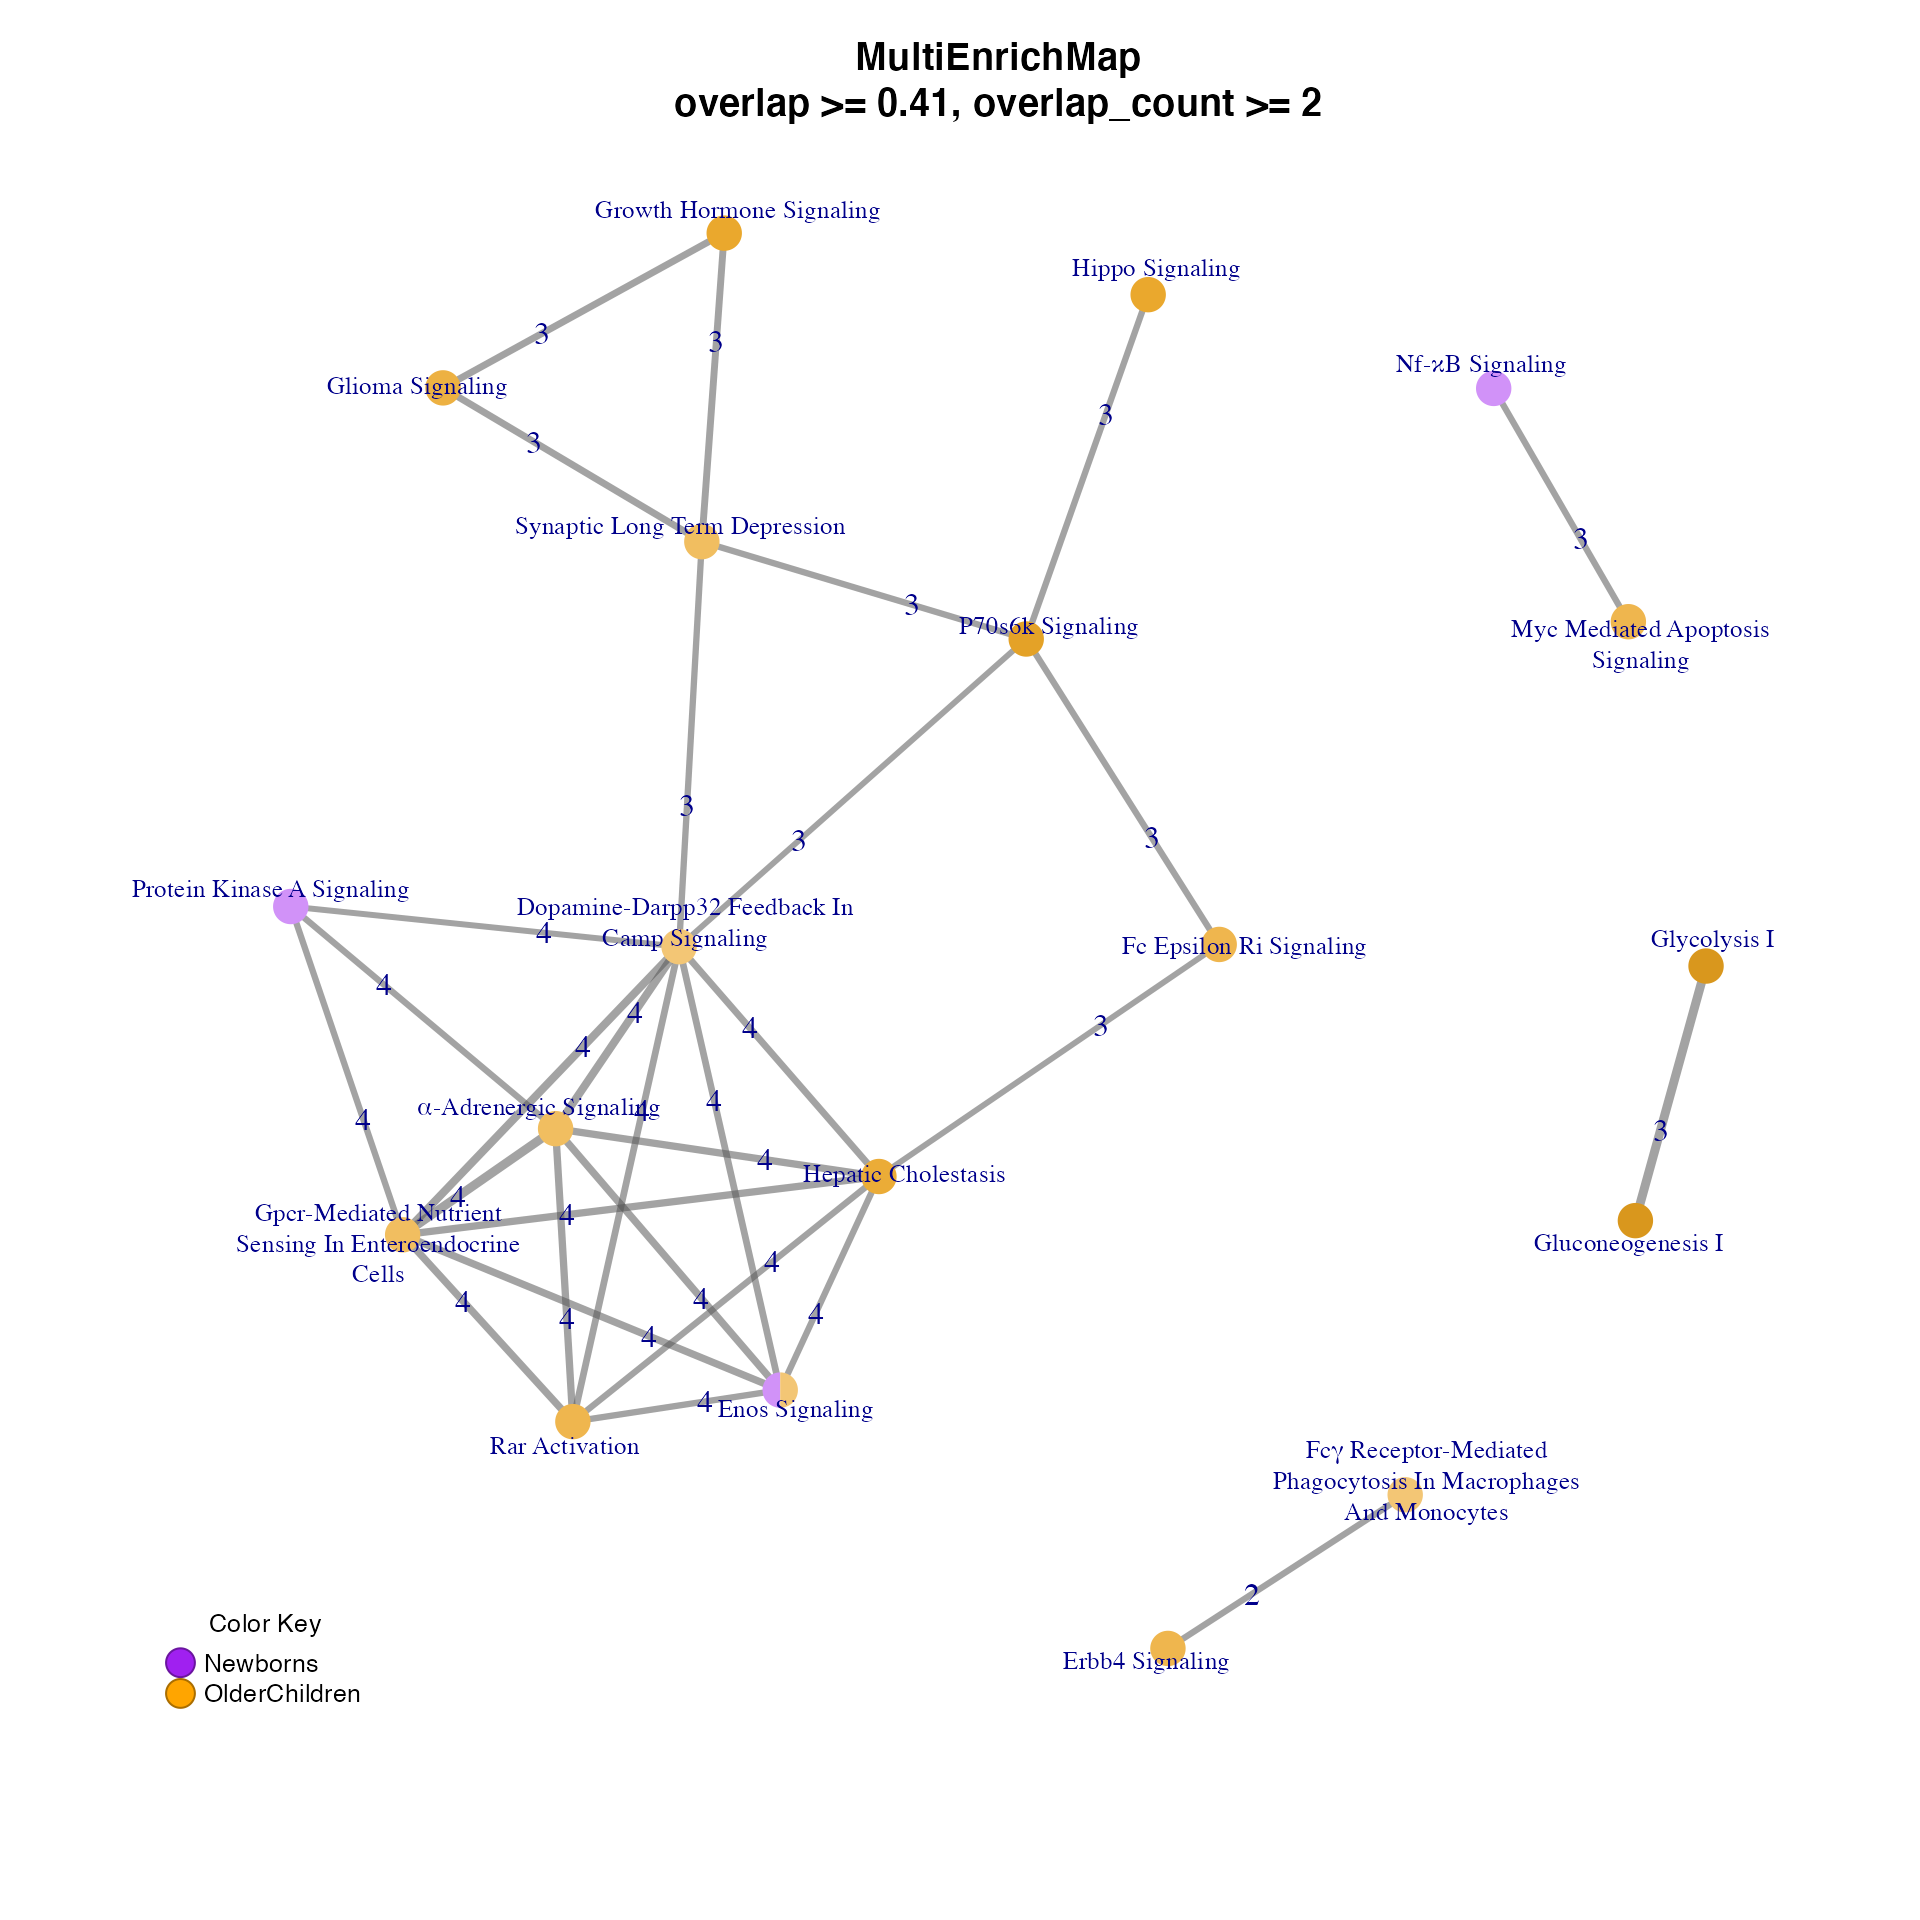 MultiEnrichMap
overlap >= 0.41, overlap_count >= 2
Growth Hormone Signaling
Hippo Signaling
3
3
Glioma Signaling
Nf-ϰB Signaling
3
3
Synaptic Long Term Depression
3
3
P70s6k Signaling
Myc Mediated Apoptosis
Signaling
3
3
3
Protein Kinase A Signaling
Dopamine-Darpp32 Feedback In
Camp Signaling
4
Fc Epsilon Ri Signaling
Glycolysis I
4
4
4
3
4
4
α-Adrenergic Signaling
4
4
3
4
Hepatic Cholestasis
4
Gpcr-Mediated Nutrient
Sensing In Enteroendocrine
Cells
4
Gluconeogenesis I
4
4
4
4
4
4
4
Enos Signaling
Rar Activation
Fcγ Receptor-Mediated
Phagocytosis In Macrophages
And Monocytes
2
Erbb4 Signaling
Color Key
Newborns
OlderChildren